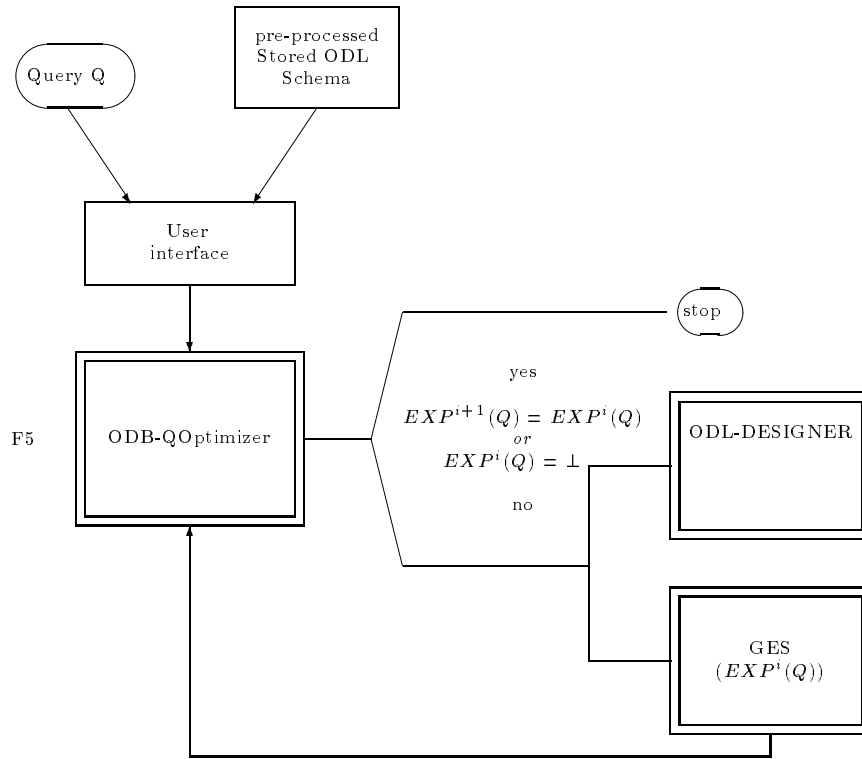 pre-processed
Stored ODL
Schema
Query Q
User
interface
stop
yes
EXP^{i+1}(Q) = EXP^i(Q)
or
EXP^i(Q) = ⊥
no
F5
ODB-QOptimizer
ODL-DESIGNER
GES
(EXP^i(Q))